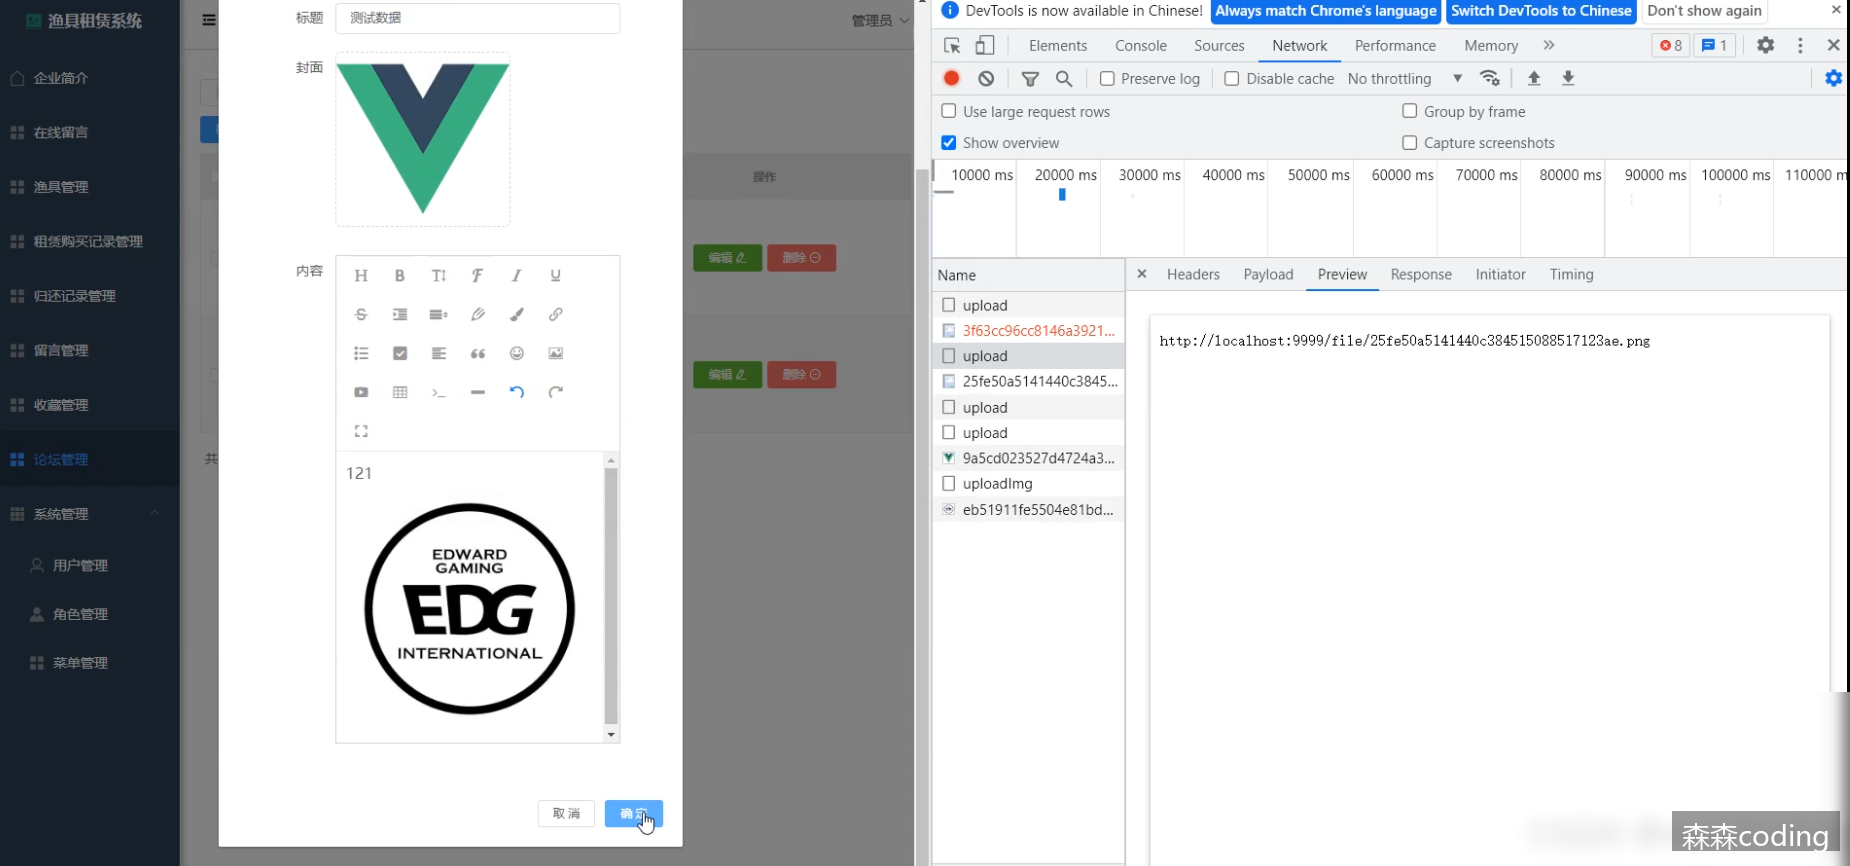 渔具租赁系统
企业简介
在线留言
渔具管理
租赁购买记录管理
归还记录管理
留言管理
收藏管理
论坛管理
系统管理
用户管理
角色管理
菜单管理
管理员
操作
编辑
删除
编辑
删除
共
标题
测试数据
封面
内容
121
EDWARD
GAMING
EDG
INTERNATIONAL
取消
确定
DevTools is now available in Chinese!
Always match Chrome's language
Switch DevTools to Chinese
Don't show again
Elements Console Sources Network Performance Memory
8
1
Preserve log
Disable cache
No throttling
Use large request rows
Group by frame
Show overview
Capture screenshots
10000 ms 20000 ms 30000 ms 40000 ms 50000 ms 60000 ms 70000 ms 80000 ms 90000 ms 100000 ms 110000 m
Name
Headers Payload Preview Response Initiator Timing
upload
3f63cc96cc8146a3921...
upload
25fe50a5141440c3845...
upload
upload
9a5cd023527d4724a3...
uploadImg
eb51911fe5504e81bd...
http://localhost:9999/file/25fe50a5141440c384515088517123ae.png
森森coding